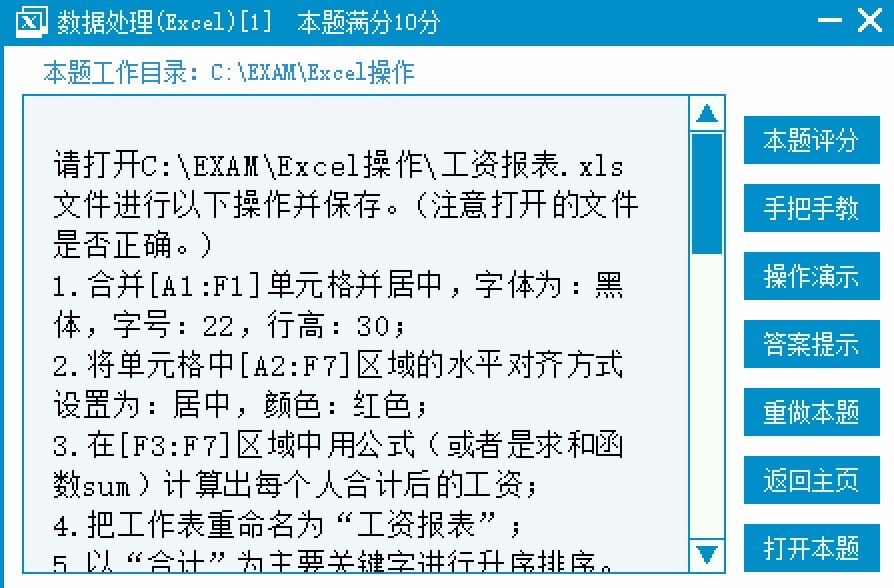 数据处理(Excel)[1] 本题满分10分
本题工作目录：C:\EXAM\Excel操作
请打开C:\EXAM\Excel操作\工资报表.xls
文件进行以下操作并保存。(注意打开的文件
是否正确。)
1.合并[A1:F1]单元格并居中，字体为：黑
体，字号：22，行高：30；
2.将单元格中[A2:F7]区域的水平对齐方式
设置为：居中，颜色：红色；
3.在[F3:F7]区域中用公式（或者是求和函
数sum）计算出每个人合计后的工资；
4.把工作表重命名为“工资报表”；
5.以“合计”为主要关键字进行升序排序。
本题评分
手把手教
操作演示
答案提示
重做本题
返回主页
打开本题